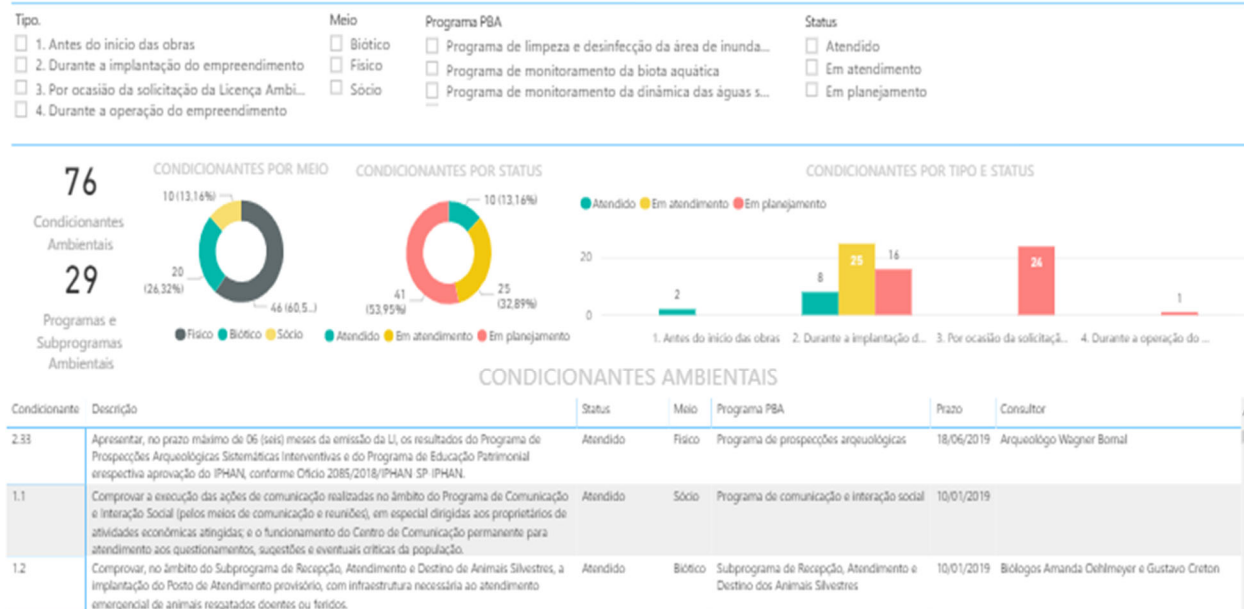 Tipo.
1. Antes do inicio das obras
2. Durante a implantação do empreendimento
3. Por ocasião da solicitação da Licença Ambi...
4. Durante a operação do empreendimento
Meio
Biótico
Físico
Sócio
Programa PBA
Programa de limpeza e desinfecção da área de inunda...
Programa de monitoramento da biota aquática
Programa de monitoramento da dinâmica das águas s...
Status
Atendido
Em atendimento
Em planejamento
76
Condicionantes
Ambientais
29
Programas e
Subprogramas
Ambientais
CONDICIONANTES POR MEIO
10 (13,16%)
20
(26,32%)
46 (60,5...)
Físico Biótico Sócio
CONDICIONANTES POR STATUS
10 (13,16%)
41
(53,95%)
25
(32,89%)
Atendido Em atendimento Em planejamento
CONDICIONANTES POR TIPO E STATUS
Atendido Em atendimento Em planejamento
20
0
2
8
25
16
24
1
1. Antes do inicio das obras 2. Durante a implantação d... 3. Por ocasião da solicitaçã... 4. Durante a operação do ...
CONDICIONANTES AMBIENTAIS
Condicionante Descrição Status Meio Programa PBA Prazo Consultor
2.33 Apresentar, no prazo máximo de 06 (seis) meses da emissão da LI, os resultados do Programa de Atendido Físico Programa de prospecções arqeuológicas 18/06/2019 Arqueológo Wagner Bornal
Prospecções Arqueológicas Sistemáticas Interventivas e do Programa de Educação Patrimonial
erespectiva aprovação do IPHAN, conforme Ofício 2085/2018/IPHAN-SP-IPHAN.
1.1 Comprovar a execução das ações de comunicação realizadas no âmbito do Programa de Comunicação Atendido Sócio Programa de comunicação e interação social 10/01/2019
e Interação Social (pelos meios de comunicação e reuniões), em especial dirigidas aos proprietários de
atividades econômicas atingidas; e o funcionamento do Centro de Comunicação permanente para
atendimento aos questionamentos, sugestões e eventuais críticas da população.
1.2 Comprovar, no âmbito do Subprograma de Recepção, Atendimento e Destino de Animais Silvestres, a Atendido Biótico Subprograma de Recepção, Atendimento e 10/01/2019 Biólogos Amanda Oehlmeyer e Gustavo Creton
implantação do Posto de Atendimento provisório, com infraestrutura necessária ao atendimento Destino dos Animais Silvestres
emergencial de animais resgatados doentes ou feridos.